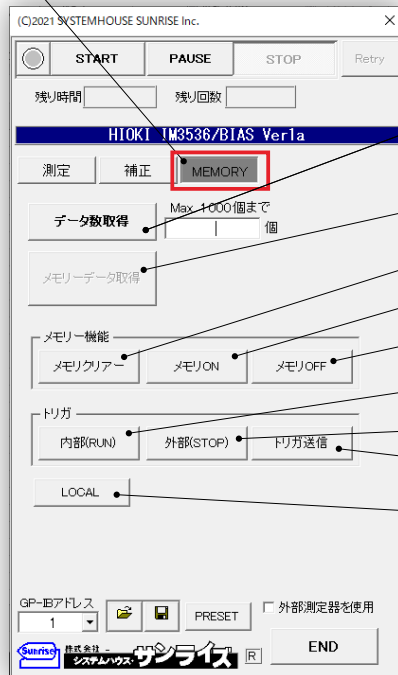 (C)2021 SYSTEMHOUSE SUNRISE Inc.
START PAUSE STOP Retry
残り時間 残り回数
HIOKI IM3536/BIAS Ver1a
測定 補正 MEMORY
データ数取得 Max 1000個まで
個
メモリーデータ取得
メモリー機能
メモリクリアー メモリON メモリOFF
トリガ
内部(RUN) 外部(STOP) トリガ送信
LOCAL
GP-IBアドレス
1 PRESET 外部測定器を使用
Sunrise 株式会社 システムハウス・サンライズ R END